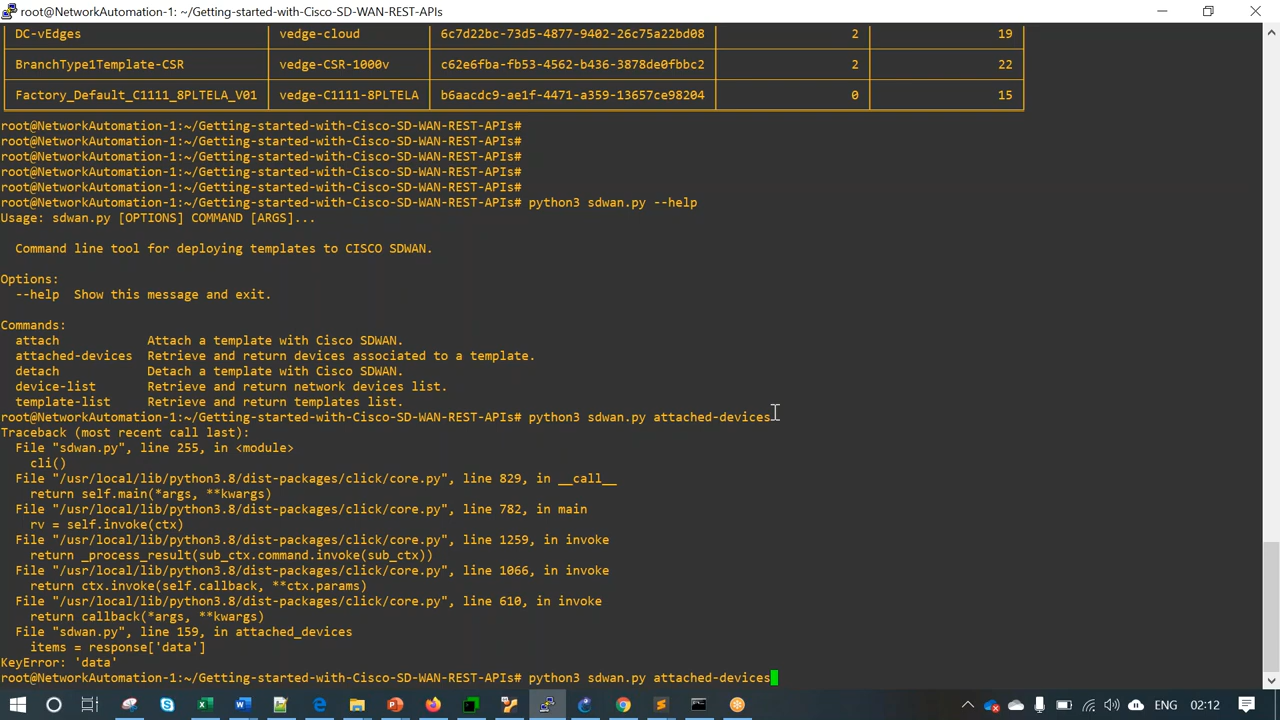 root@NetworkAutomation-1: ~/Getting-started-with-Cisco-SD-WAN-REST-APIs
DC-vEdges vedge-cloud 6c7d22bc-73d5-4877-9402-26c75a22bd08 2 19
BranchType1Template-CSR vedge-CSR-1000v c62e6fba-fb53-4562-b436-3878de0fbbc2 2 22
Factory_Default_C1111_8PLTELA_V01 vedge-C1111-8PLTELA b6aacdc9-ae1f-4471-a359-13657ce98204 0 15
root@NetworkAutomation-1:~/Getting-started-with-Cisco-SD-WAN-REST-APIs#
root@NetworkAutomation-1:~/Getting-started-with-Cisco-SD-WAN-REST-APIs#
root@NetworkAutomation-1:~/Getting-started-with-Cisco-SD-WAN-REST-APIs#
root@NetworkAutomation-1:~/Getting-started-with-Cisco-SD-WAN-REST-APIs#
root@NetworkAutomation-1:~/Getting-started-with-Cisco-SD-WAN-REST-APIs#
root@NetworkAutomation-1:~/Getting-started-with-Cisco-SD-WAN-REST-APIs# python3 sdwan.py --help
Usage: sdwan.py [OPTIONS] COMMAND [ARGS]...
Command line tool for deploying templates to CISCO SDWAN.
Options:
--help Show this message and exit.
Commands:
attach Attach a template with Cisco SDWAN.
attached-devices Retrieve and return devices associated to a template.
detach Detach a template with Cisco SDWAN.
device-list Retrieve and return network devices list.
template-list Retrieve and return templates list.
root@NetworkAutomation-1:~/Getting-started-with-Cisco-SD-WAN-REST-APIs# python3 sdwan.py attached-devices
Traceback (most recent call last):
File "sdwan.py", line 255, in <module>
cli()
File "/usr/local/lib/python3.8/dist-packages/click/core.py", line 829, in __call__
return self.main(*args, **kwargs)
File "/usr/local/lib/python3.8/dist-packages/click/core.py", line 782, in main
rv = self.invoke(ctx)
File "/usr/local/lib/python3.8/dist-packages/click/core.py", line 1259, in invoke
return _process_result(sub_ctx.command.invoke(sub_ctx))
File "/usr/local/lib/python3.8/dist-packages/click/core.py", line 1066, in invoke
return ctx.invoke(self.callback, **ctx.params)
File "/usr/local/lib/python3.8/dist-packages/click/core.py", line 610, in invoke
return callback(*args, **kwargs)
File "sdwan.py", line 159, in attached_devices
items = response['data']
KeyError: 'data'
root@NetworkAutomation-1:~/Getting-started-with-Cisco-SD-WAN-REST-APIs# python3 sdwan.py attached-devices
ENG 02:12